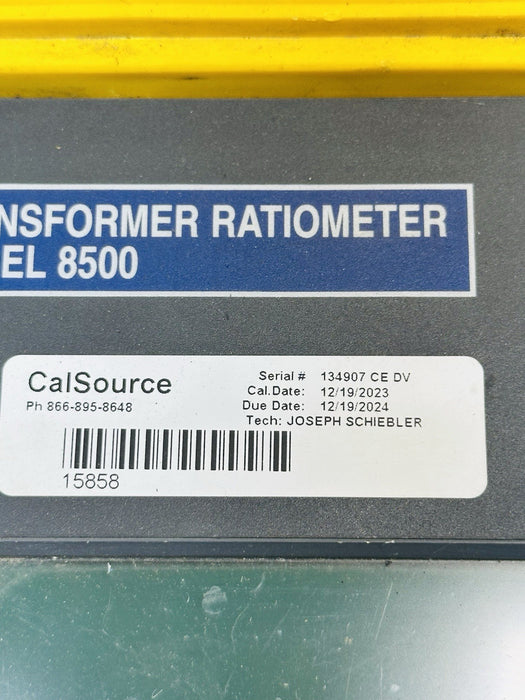 NSFORMER RATIOMETER
EL 8500
CalSource
Ph 866-895-8648
Serial # 134907 CE DV
Cal.Date: 12/19/2023
Due Date: 12/19/2024
Tech: JOSEPH SCHIEBLER
15858